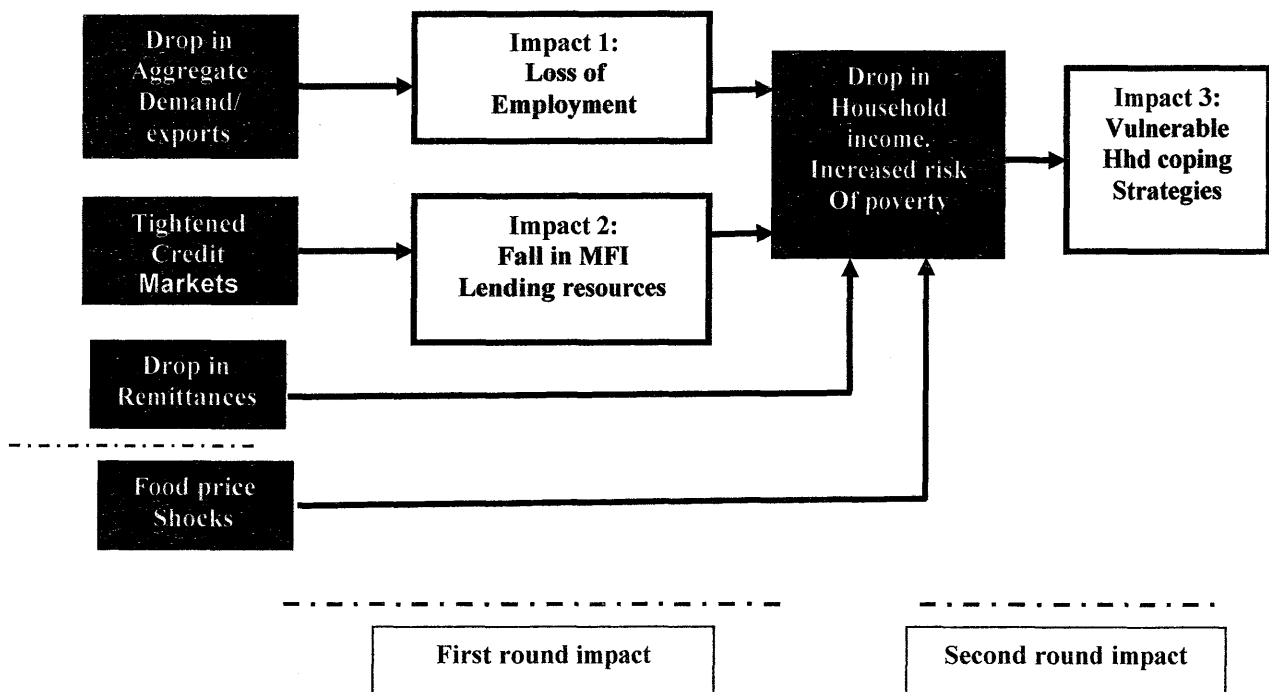 Drop in
Aggregate
Demand/
exports
Impact 1:
Loss of
Employment
Drop in
Household
income.
Increased risk
Of poverty
Impact 3:
Vulnerable
Hhd coping
Strategies
Tightened
Credit
Markets
Impact 2:
Fall in MFI
Lending resources
Drop in
Remittances
Food price
Shocks
First round impact
Second round impact